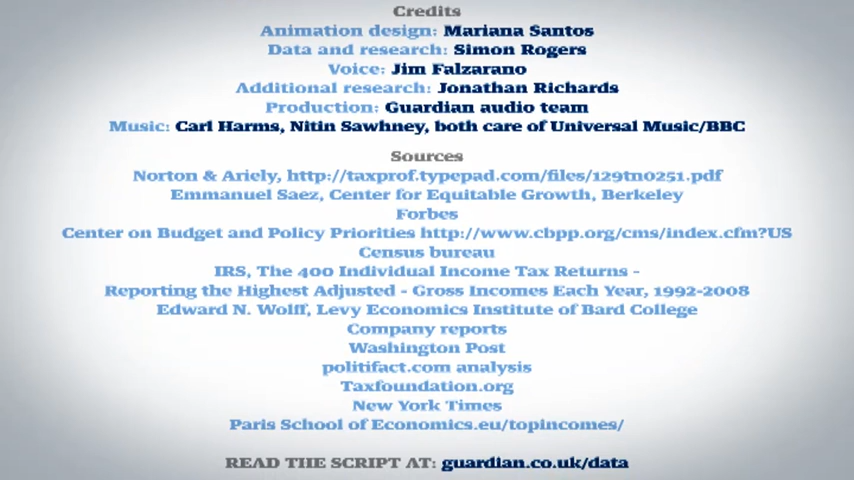 Credits
Animation design: Mariana Santos
Data and research: Simon Rogers
Voice: Jim Falzarano
Additional research: Jonathan Richards
Production: Guardian audio team
Music: Carl Harms, Nitin Sawhney, both care of Universal Music/BBC
Sources
Norton & Ariely, http://taxprof.typepad.com/files/129tn0251.pdf
Emmanuel Saez, Center for Equitable Growth, Berkeley
Forbes
Center on Budget and Policy Priorities http://www.cbpp.org/cms/index.cfm?US
Census bureau
IRS, The 400 Individual Income Tax Returns -
Reporting the Highest Adjusted - Gross Incomes Each Year, 1992-2008
Edward N. Wolff, Levy Economics Institute of Bard College
Company reports
Washington Post
politifact.com analysis
Taxfoundation.org
New York Times
Paris School of Economics.eu/topincomes/
READ THE SCRIPT AT: guardian.co.uk/data